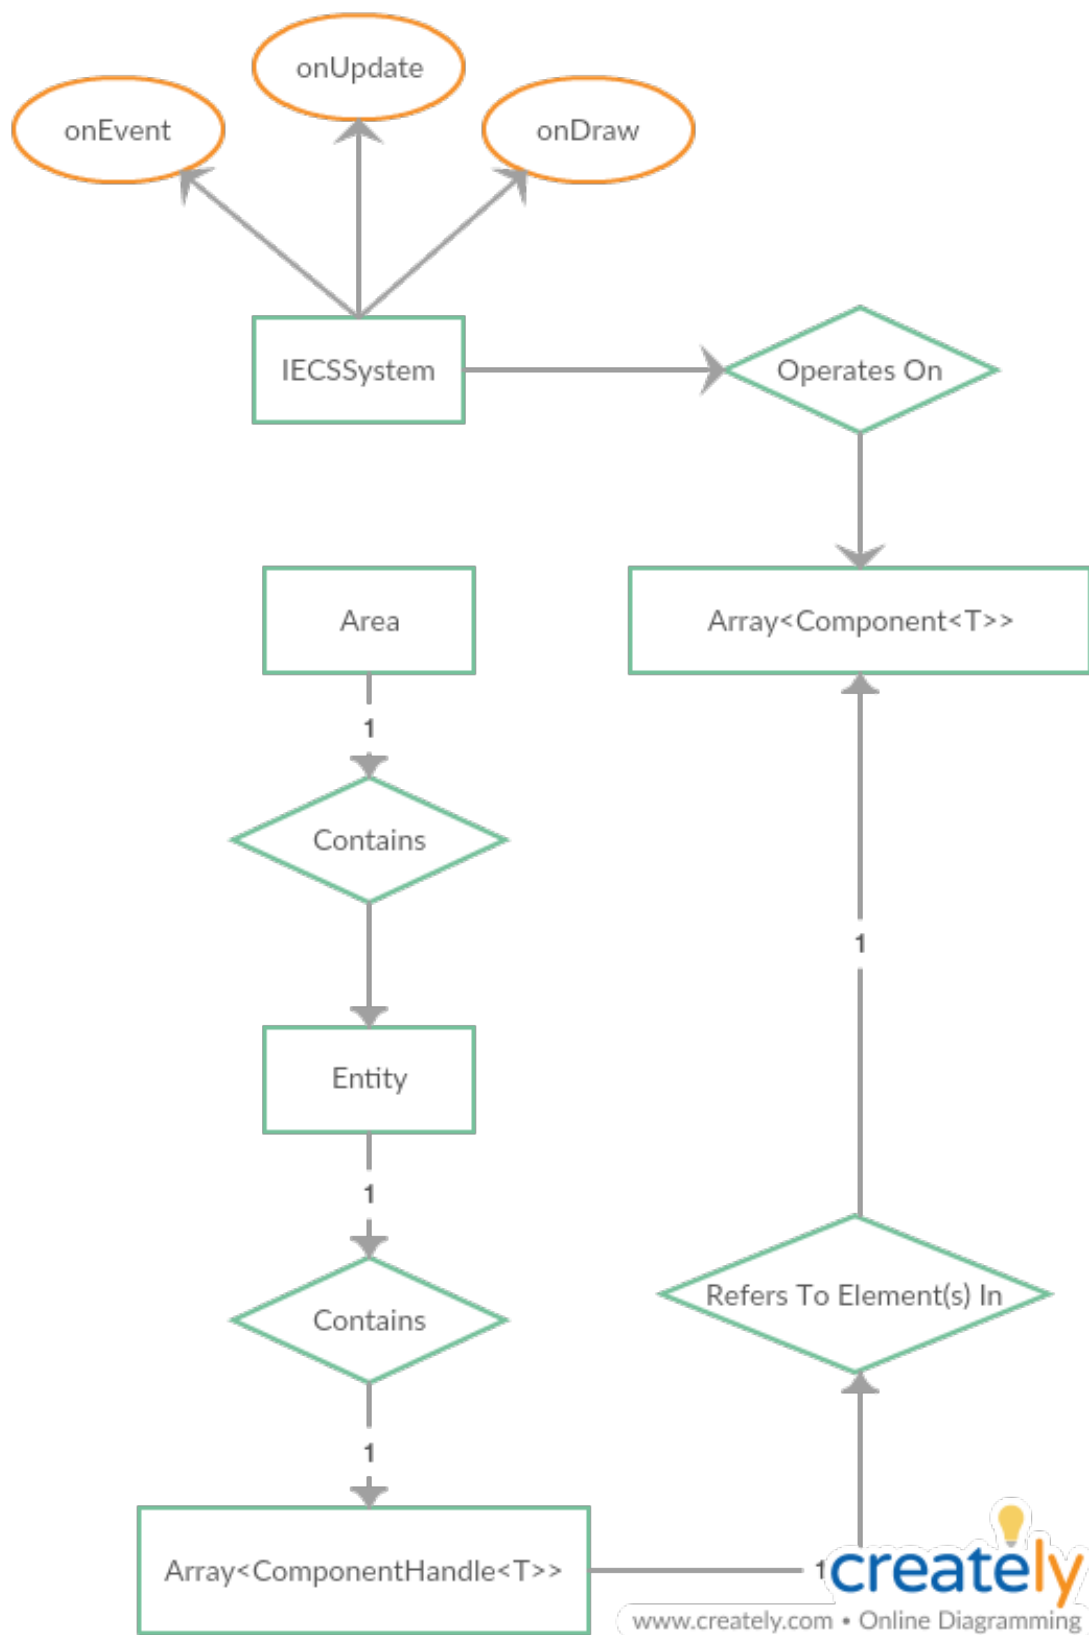 onUpdate
onEvent
onDraw
IECSSystem
Operates On
Area
Array<Component<T>>
1
Contains
1
Entity
1
Refers To Element(s) In
Contains
1
Array<ComponentHandle<T>>
1
creately
www.creately.com • Online Diagramming